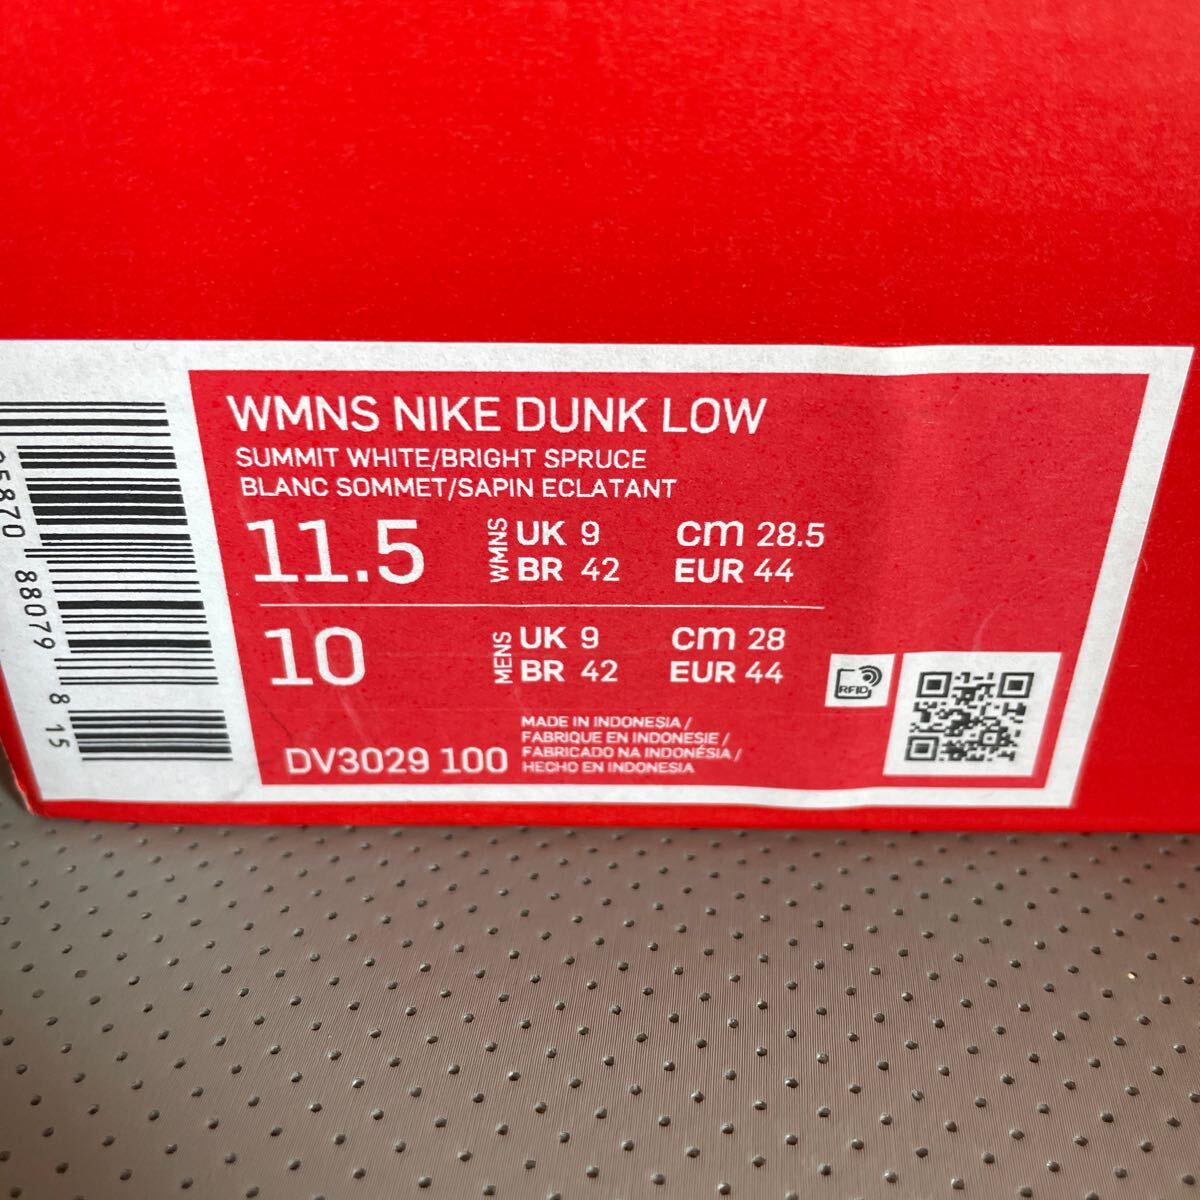 WMNS NIKE DUNK LOW
SUMMIT WHITE/BRIGHT SPRUCE
BLANC SOMMET/SAPIN ECLATANT
11.5 WMNS UK 9 cm 28.5
BR 42 EUR 44
10 MENS UK 9 cm 28
BR 42 EUR 44
RFID
DV3029 100
MADE IN INDONESIA /
FABRIQUE EN INDONESIE /
FABRICADO NA INDONÉSIA /
HECHO EN INDONESIA
5870 88079 8 15